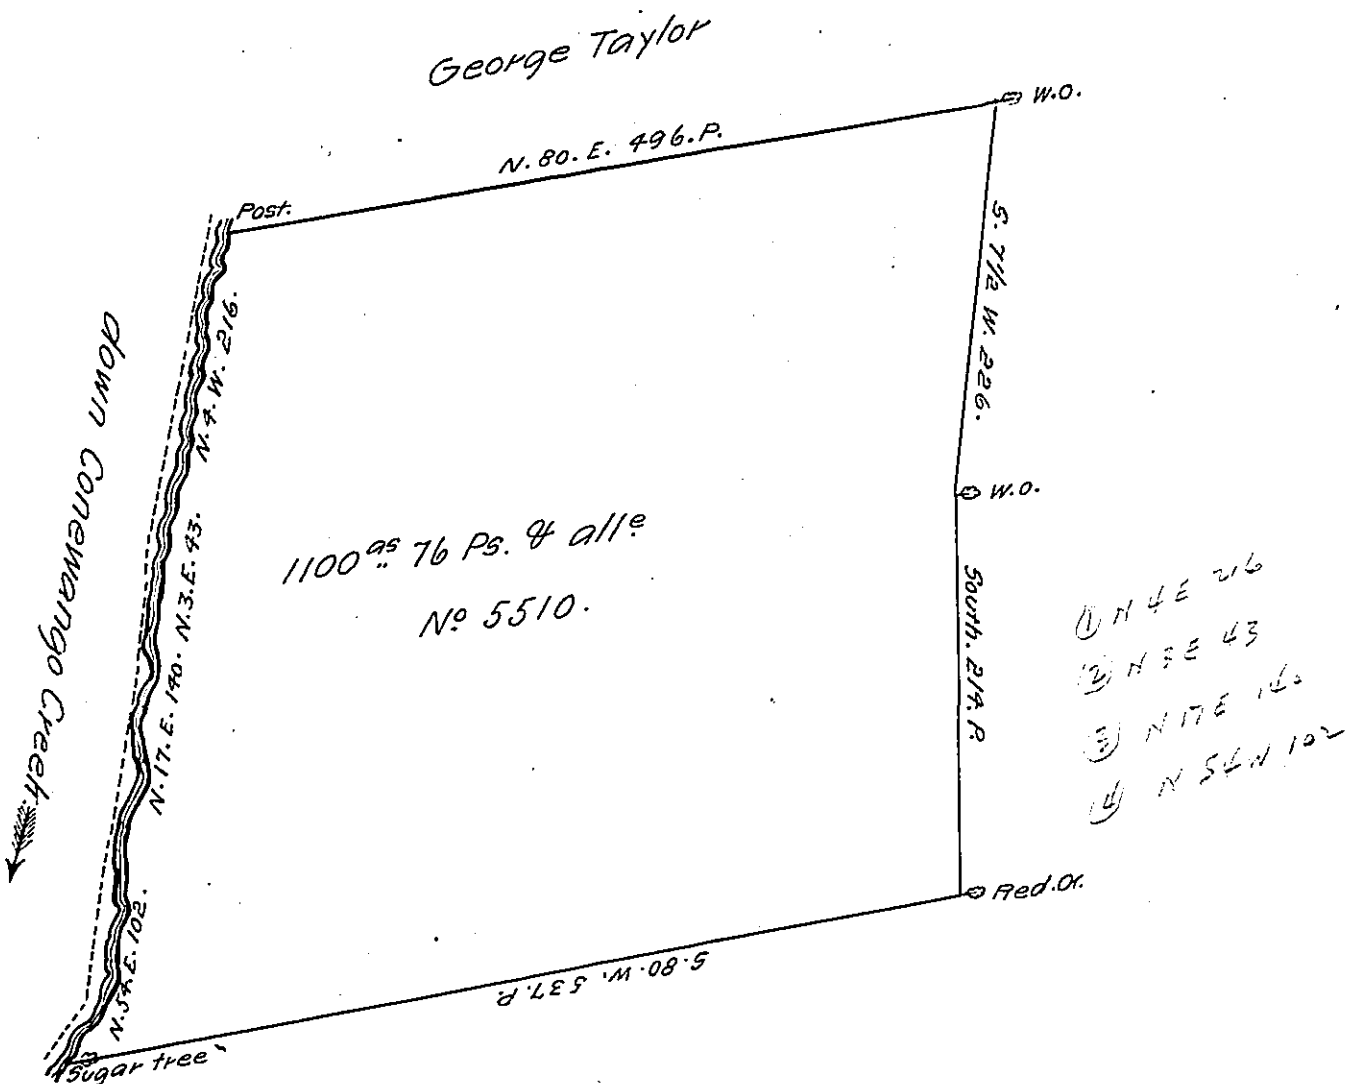 George Taylor
W.O.
N. 80. E. 496. P.
Post.
S. 7 1/2 W. 226.
N. 4. W. 216.
down Conewango Creek.
W.O.
1100 as 76 Ps. & alle
No 5510.
N. 3. E. 43.
N. 17. E. 140.
South. 214. P.
① N 4 E 216
② N 3 E 43
③ N 17 E 140
④ N 54 W 102
Red. O.
N. 54. E. 102.
S. 80. W. 537. P.
Sugar tree